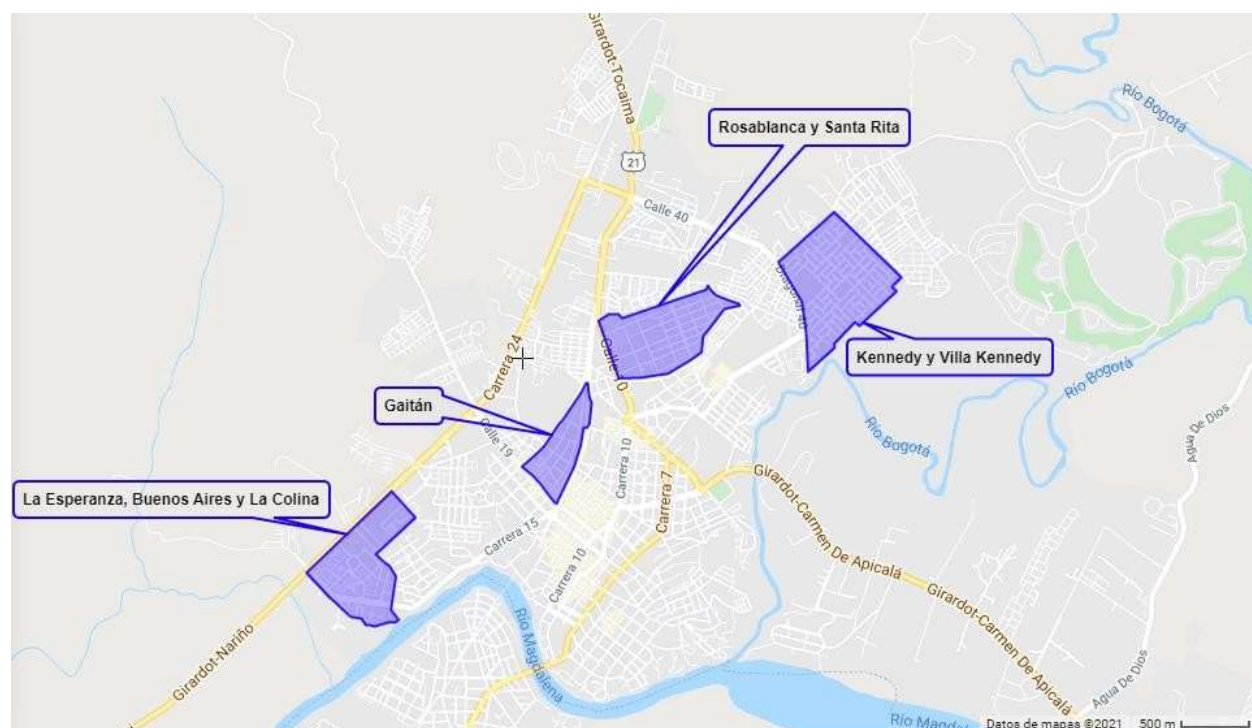 Girardot-Tocaima
21
Río Bogotá
Rosablanca y Santa Rita
Calle 40
Diagonal 40
Carrera 24
Calle 10
Kennedy y Villa Kennedy
Río Bogotá
Gaitán
Calle 19
Carrera 10
Río Bogotá
Agua De Dios
Carrera 7
Girardot-Carmen De Apicalá
La Esperanza, Buenos Aires y La Colina
Carrera 15
Carrera 10
Girardot-Carmen De Apicalá
Río Magdalena
Girardot-Nariño
Agua De Dios
Río Magd
Datos de mapas ©2021 500 m